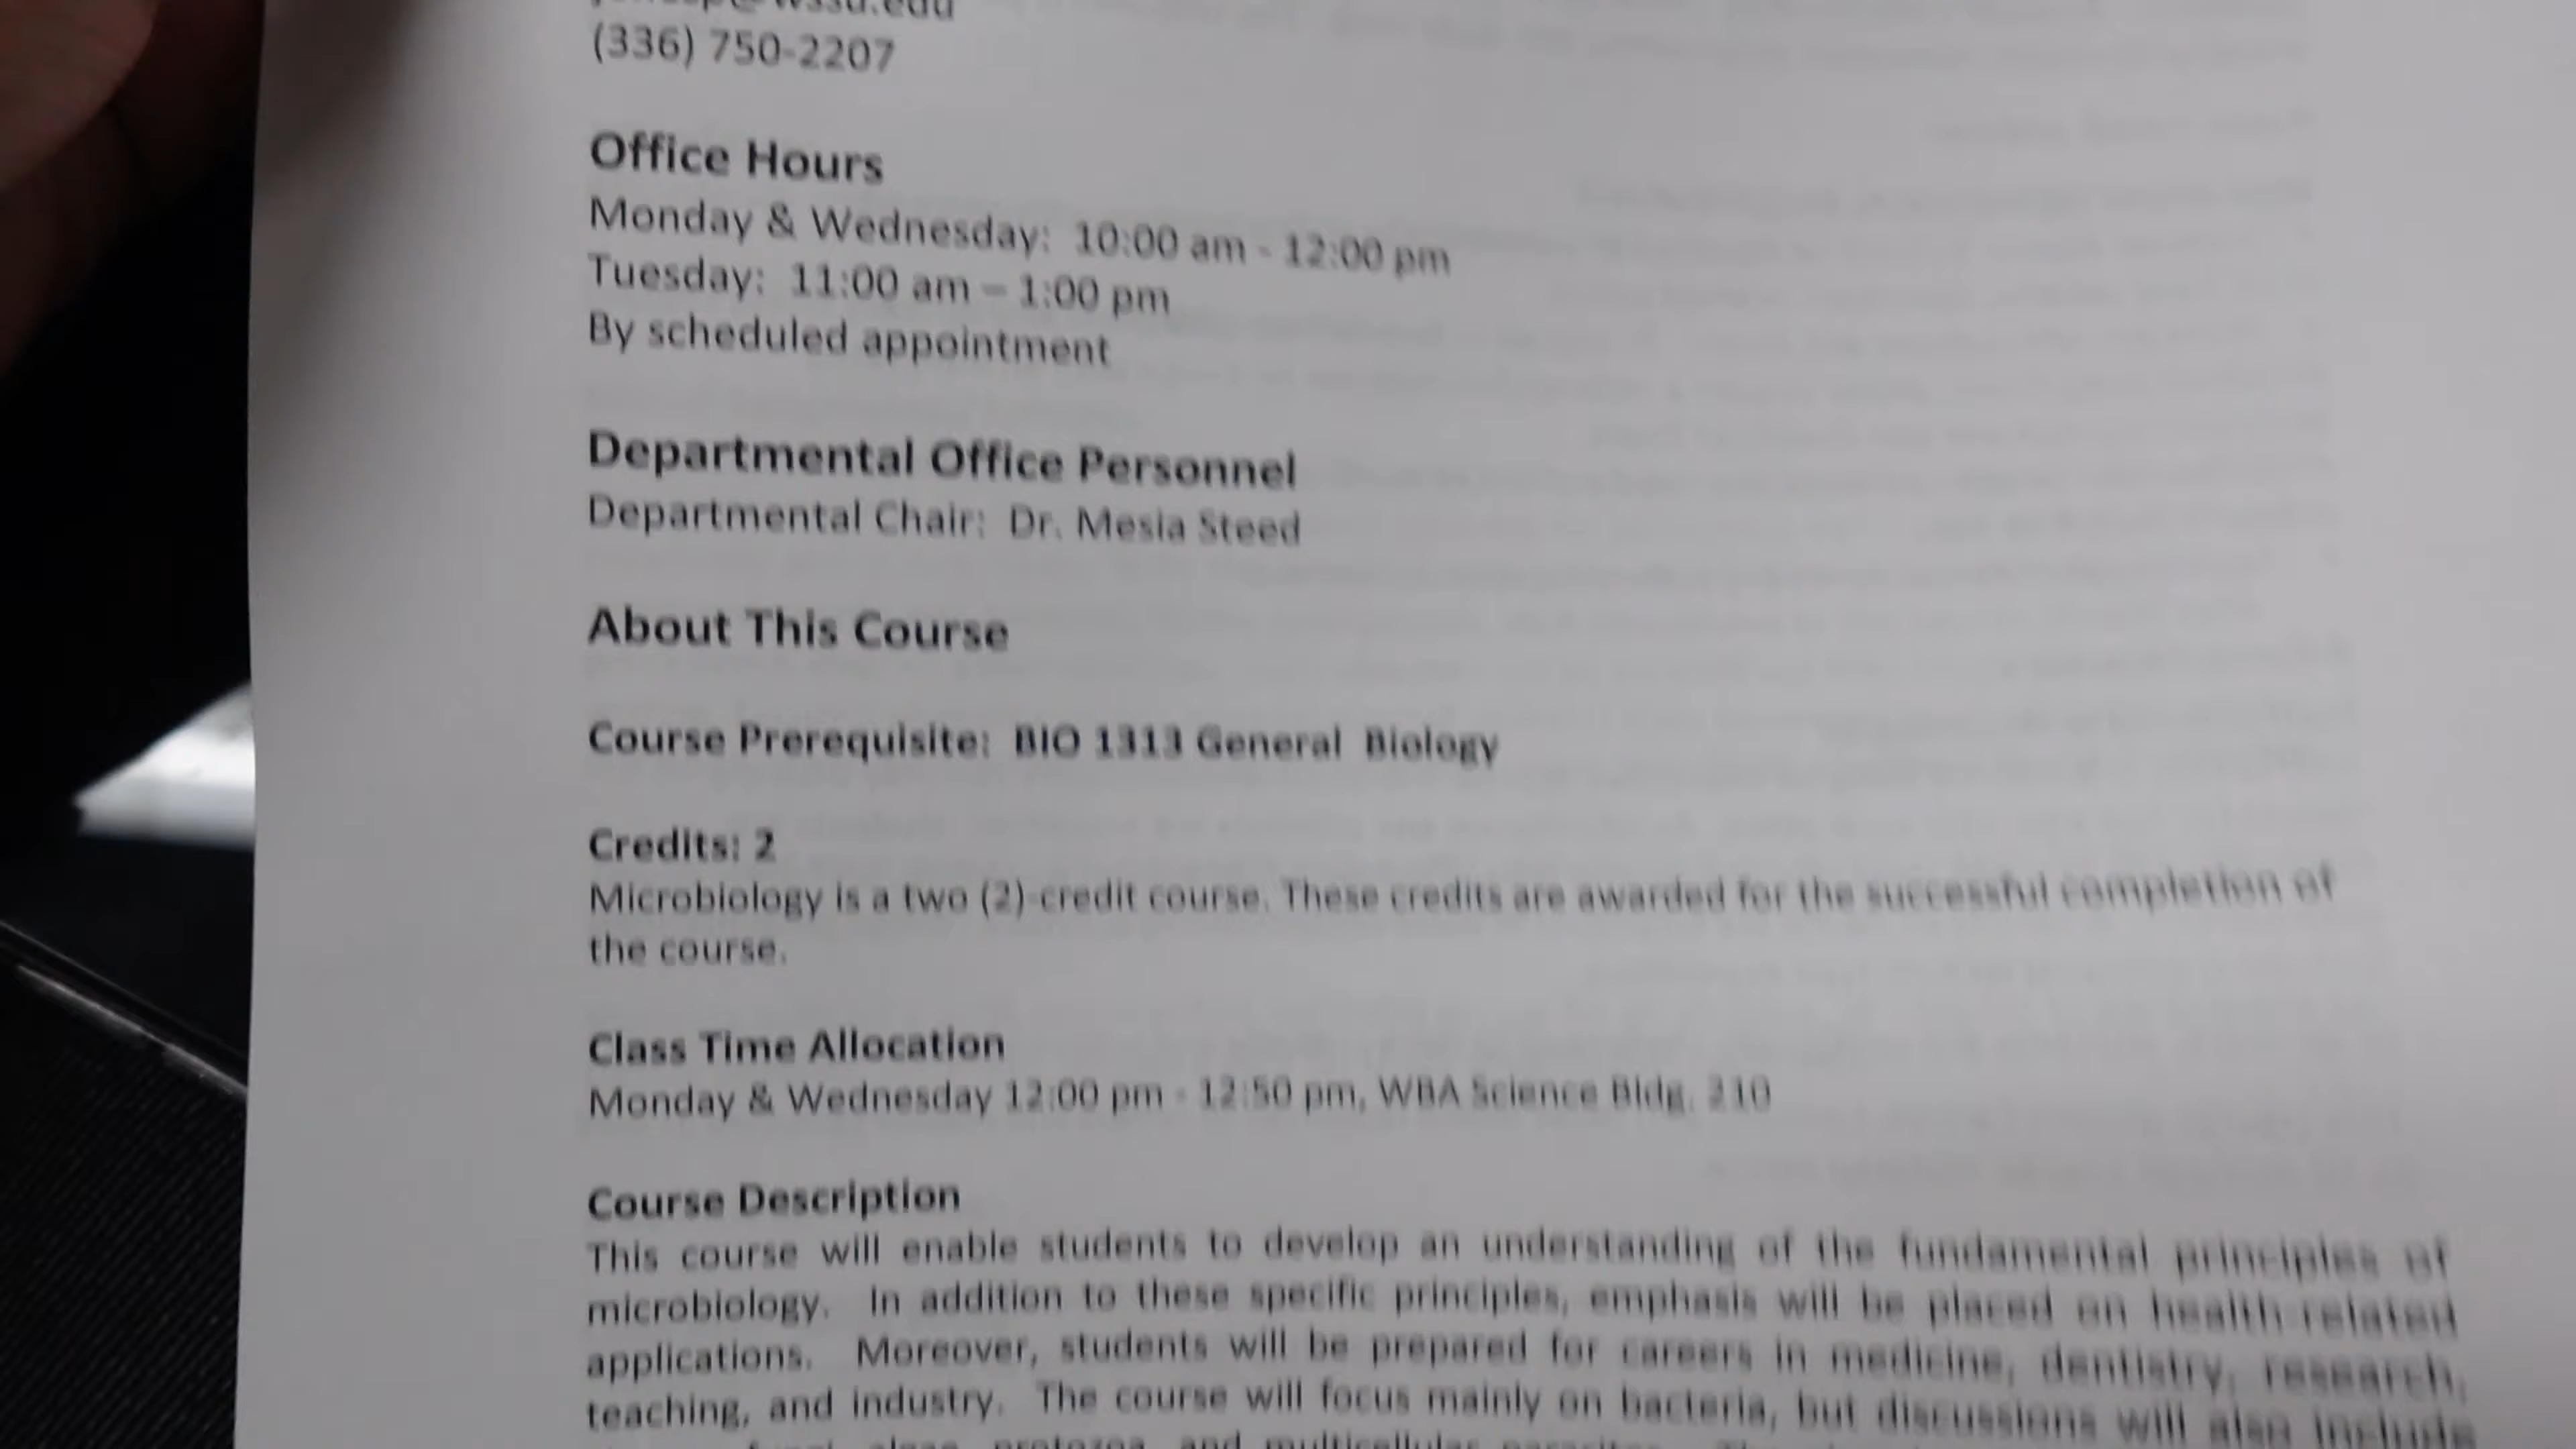 (336) 750-2207
Office Hours
Monday & Wednesday: 10:00 am - 12:00 pm
Tuesday: 11:00 am – 1:00 pm
By scheduled appointment
Departmental Office Personnel
Departmental Chair: Dr. Mesia Steed
About This Course
Course Prerequisite: BIO 1313 General Biology
Credits: 2
Microbiology is a two (2)-credit course. These credits are awarded for the successful completion of
the course.
Class Time Allocation
Monday & Wednesday 12:00 pm - 12:50 pm, WBA Science Bldg. 210
Course Description
This course will enable students to develop an understanding of the fundamental principles of
microbiology. In addition to these specific principles, emphasis will be placed on health-related
applications. Moreover, students will be prepared for careers in medicine, dentistry, research,
teaching, and industry. The course will focus mainly on bacteria, but discussions will also include
fungi, algae, protozoa, and multicellular parasites.